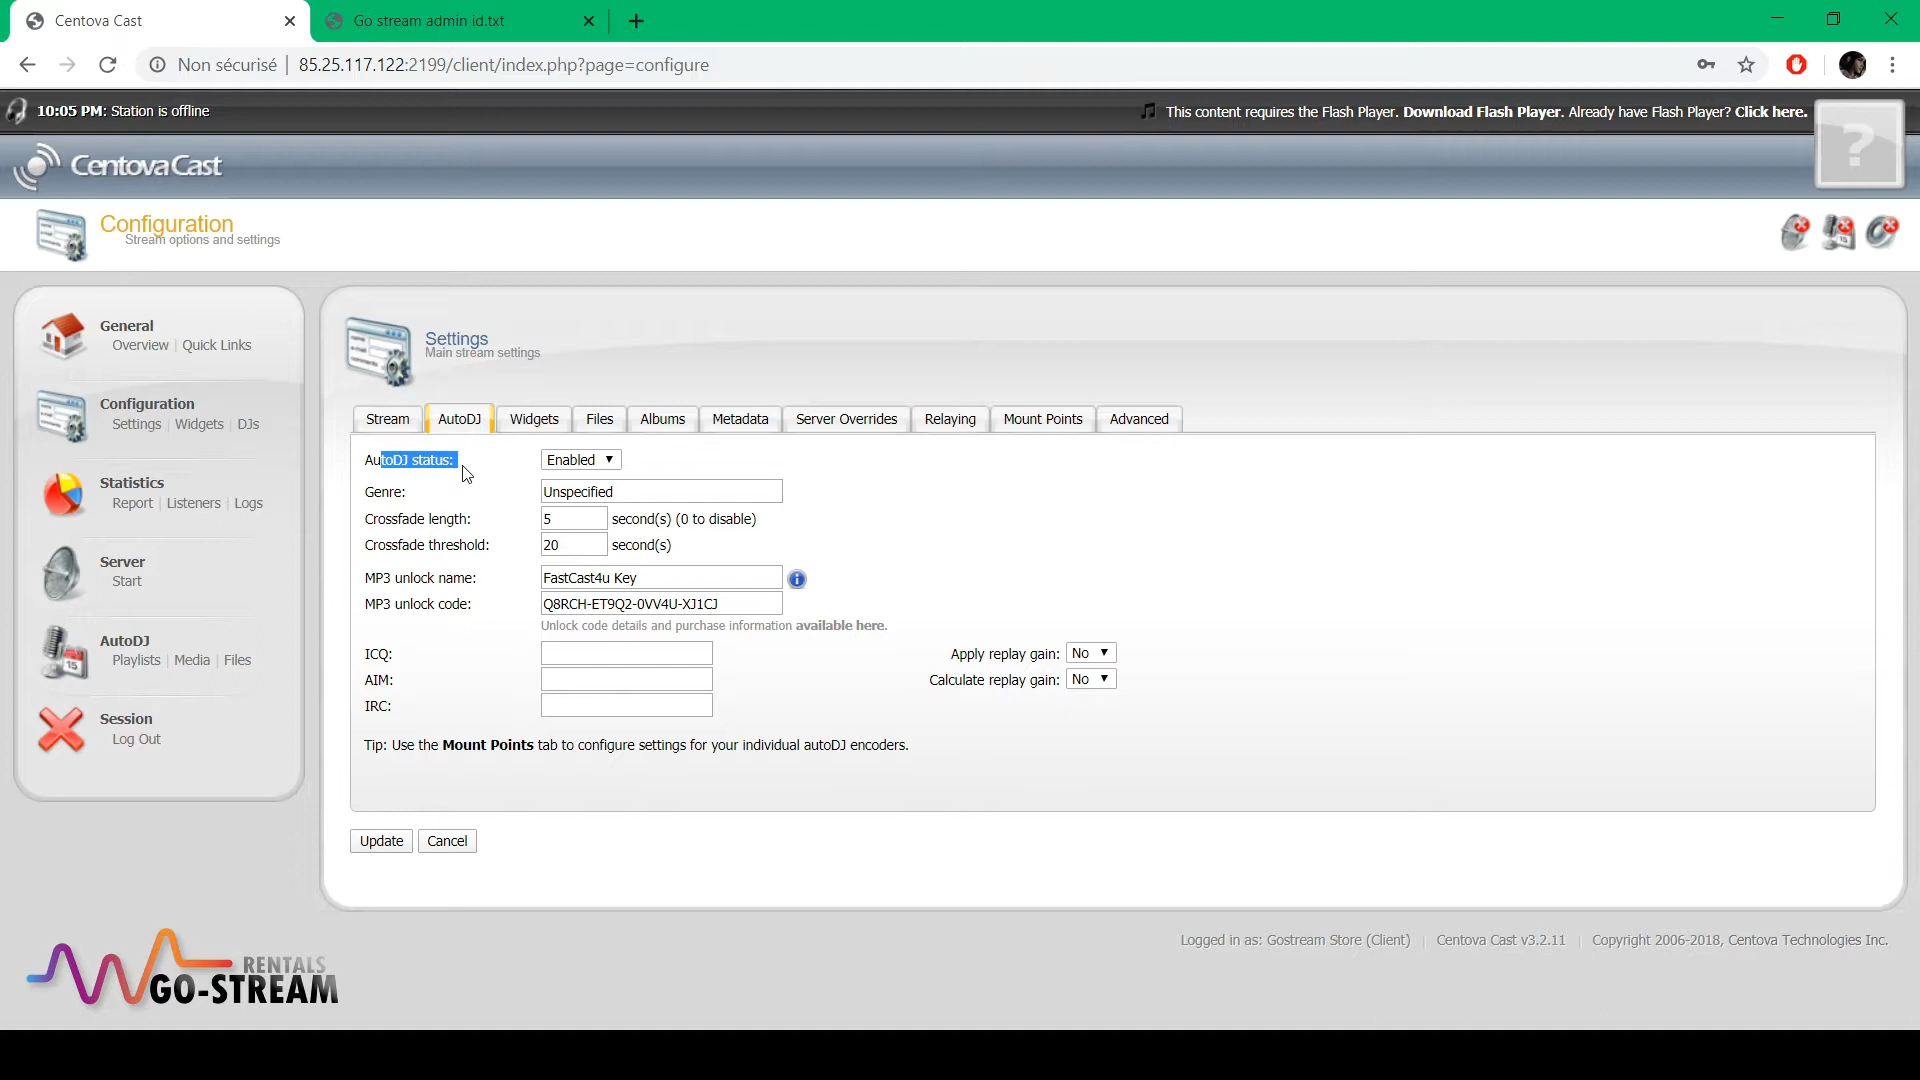 Centova Cast
Go stream admin id.txt
Non sécurisé | 85.25.117.122:2199/client/index.php?page=configure
10:05 PM: Station is offline
This content requires the Flash Player. Download Flash Player. Already have Flash Player? Click here.
CentovaCast
Configuration
Stream options and settings
General
Overview | Quick Links
Configuration
Settings | Widgets | DJs
Statistics
Report | Listeners | Logs
Server
Start
AutoDJ
Playlists | Media | Files
Session
Log Out
Settings
Main stream settings
Stream AutoDJ Widgets Files Albums Metadata Server Overrides Relaying Mount Points Advanced
AutoDJ status: Enabled
Genre: Unspecified
Crossfade length: 5 second(s) (0 to disable)
Crossfade threshold: 20 second(s)
MP3 unlock name: FastCast4u Key
MP3 unlock code: Q8RCH-ET9Q2-0VV4U-XJ1CJ
Unlock code details and purchase information available here.
ICQ: Apply replay gain: No
AIM: Calculate replay gain: No
IRC:
Tip: Use the Mount Points tab to configure settings for your individual autoDJ encoders.
Update Cancel
Logged in as: Gostream Store (Client) | Centova Cast v3.2.11 | Copyright 2006-2018, Centova Technologies Inc.
RENTALS
GO-STREAM